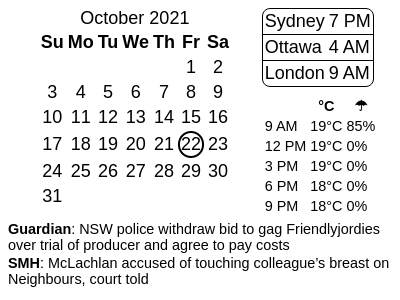 October 2021
Su Mo Tu We Th Fr Sa
1 2
3 4 5 6 7 8 9
10 11 12 13 14 15 16
17 18 19 20 21 22 23
24 25 26 27 28 29 30
31
Sydney 7 PM
Ottawa 4 AM
London 9 AM
°C ☂
9 AM 19°C 85%
12 PM 19°C 0%
3 PM 19°C 0%
6 PM 18°C 0%
9 PM 18°C 0%
Guardian: NSW police withdraw bid to gag Friendlyjordies
over trial of producer and agree to pay costs
SMH: McLachlan accused of touching colleague's breast on
Neighbours, court told